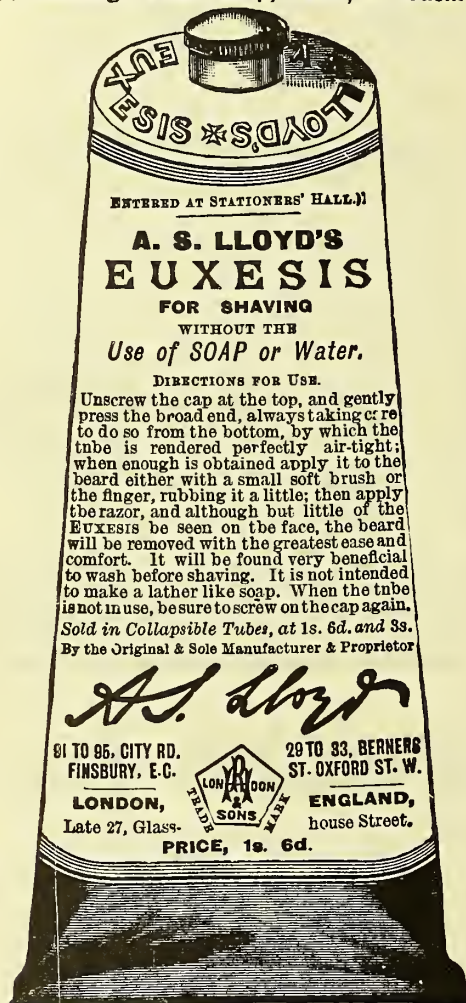 LLOYD'S EUXESIS
ENTERED AT STATIONERS' HALL.]]
A. S. LLOYD'S
EUXESIS
FOR SHAVING
WITHOUT THE
Use of SOAP or Water.
DIRECTIONS FOR USE.
Unscrew the cap at the top, and gently
press the broad end, always taking care
to do so from the bottom, by which the
tnbe is rendered perfectly air-tight;
when enough is obtained apply it to the
beard either with a small soft brush or
the finger, rubbing it a little; then apply
tbe razor, and although but little of the
EUXESIS be seen on tbe face, the beard
will be removed with the greatest ease and
comfort. It will be found very beneficial
to wash before shaving. It is not intended
to make a lather like soap. When the tnbe
is not in use, be sure to screw on the cap again.
Sold in Collapsible Tubes, at 1s. 6d. and 3s.
By the Original & Sole Manufacturer & Proprietor
A.S. Lloyd
91 TO 95, CITY RD.
FINSBURY, E.C.
LONDON,
Late 27, Glass-
LONDON
& SONS
TRADE MARK
29 TO 33, BERNERS
ST. OXFORD ST. W.
ENGLAND,
house Street.
PRICE, 1s. 6d.